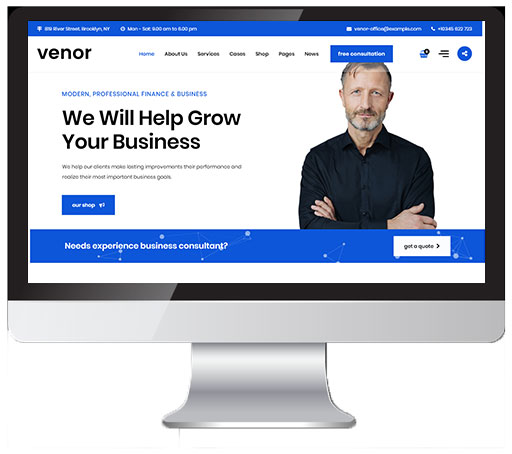 819 River Street, Brooklyn, NY
Mon - Sat: 9.00 am to 6.00 pm
venor-office@example.com
+10345 822 723
venor
Home About Us Services Cases Shop Pages News free consultation
MODERN, PROFESSIONAL FINANCE & BUSINESS
We Will Help Grow
Your Business
We help our clients make lasting improvements their performance and
realize their most important business goals.
our shop
Needs experience business consultant?
get a quote